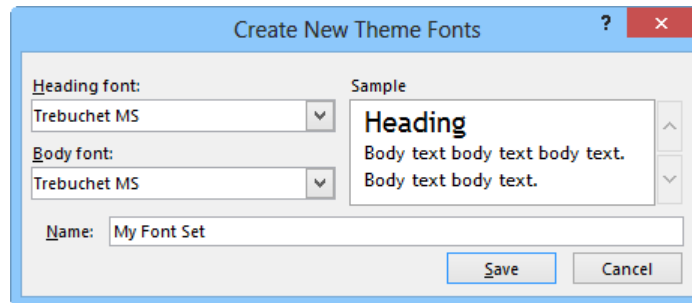 Create New Theme Fonts
?
Heading font:
Trebuchet MS
Body font:
Trebuchet MS
Sample
Heading
Body text body text body text.
Body text body text.
Name:
My Font Set
Save
Cancel